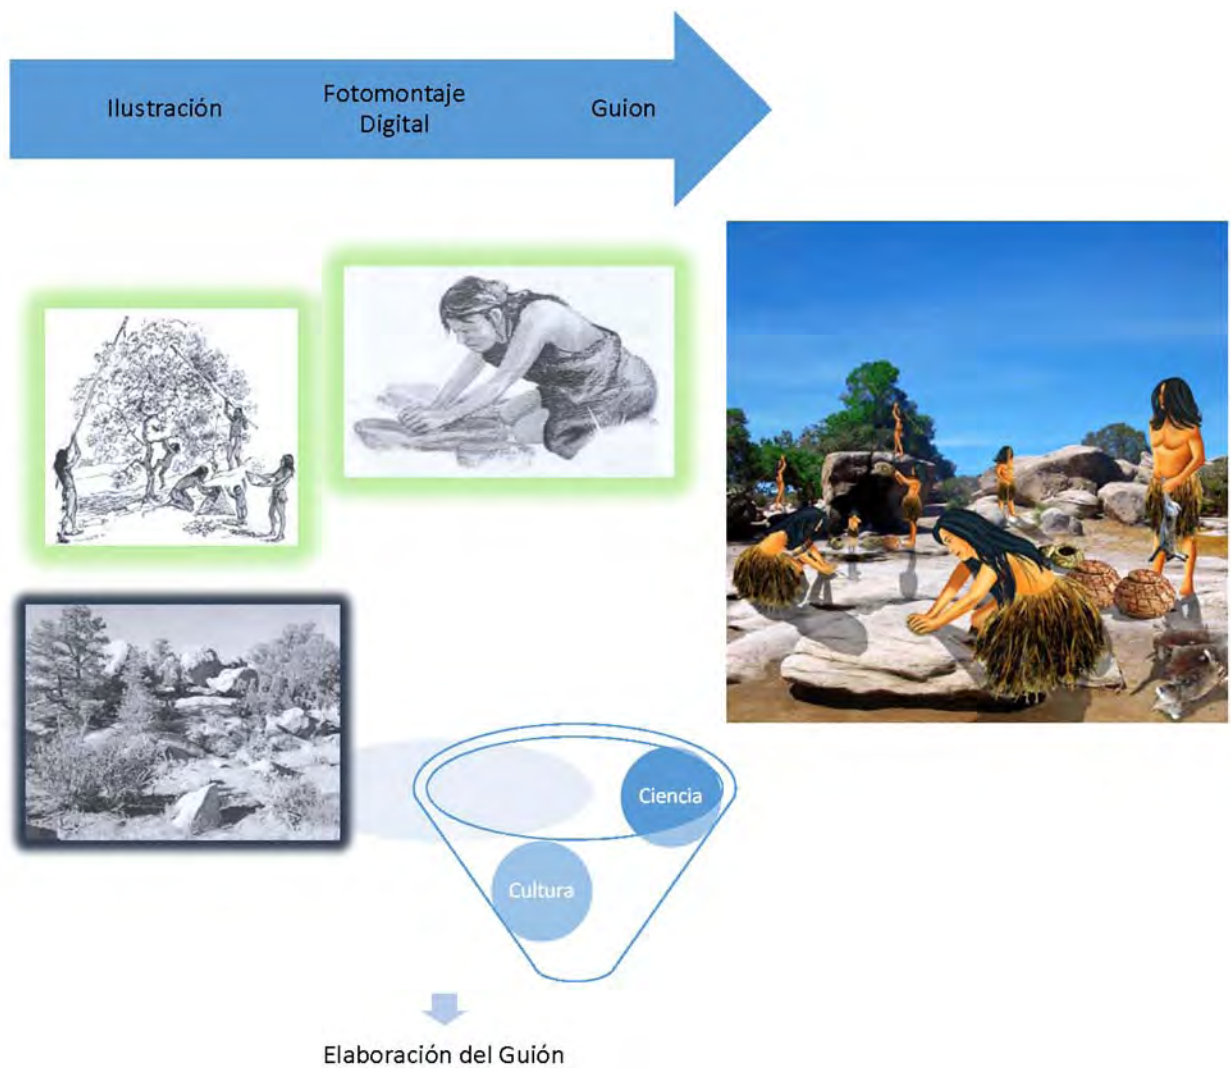 Ilustración
Fotomontaje
Digital
Guion
Ciencia
Cultura
Elaboración del Guión